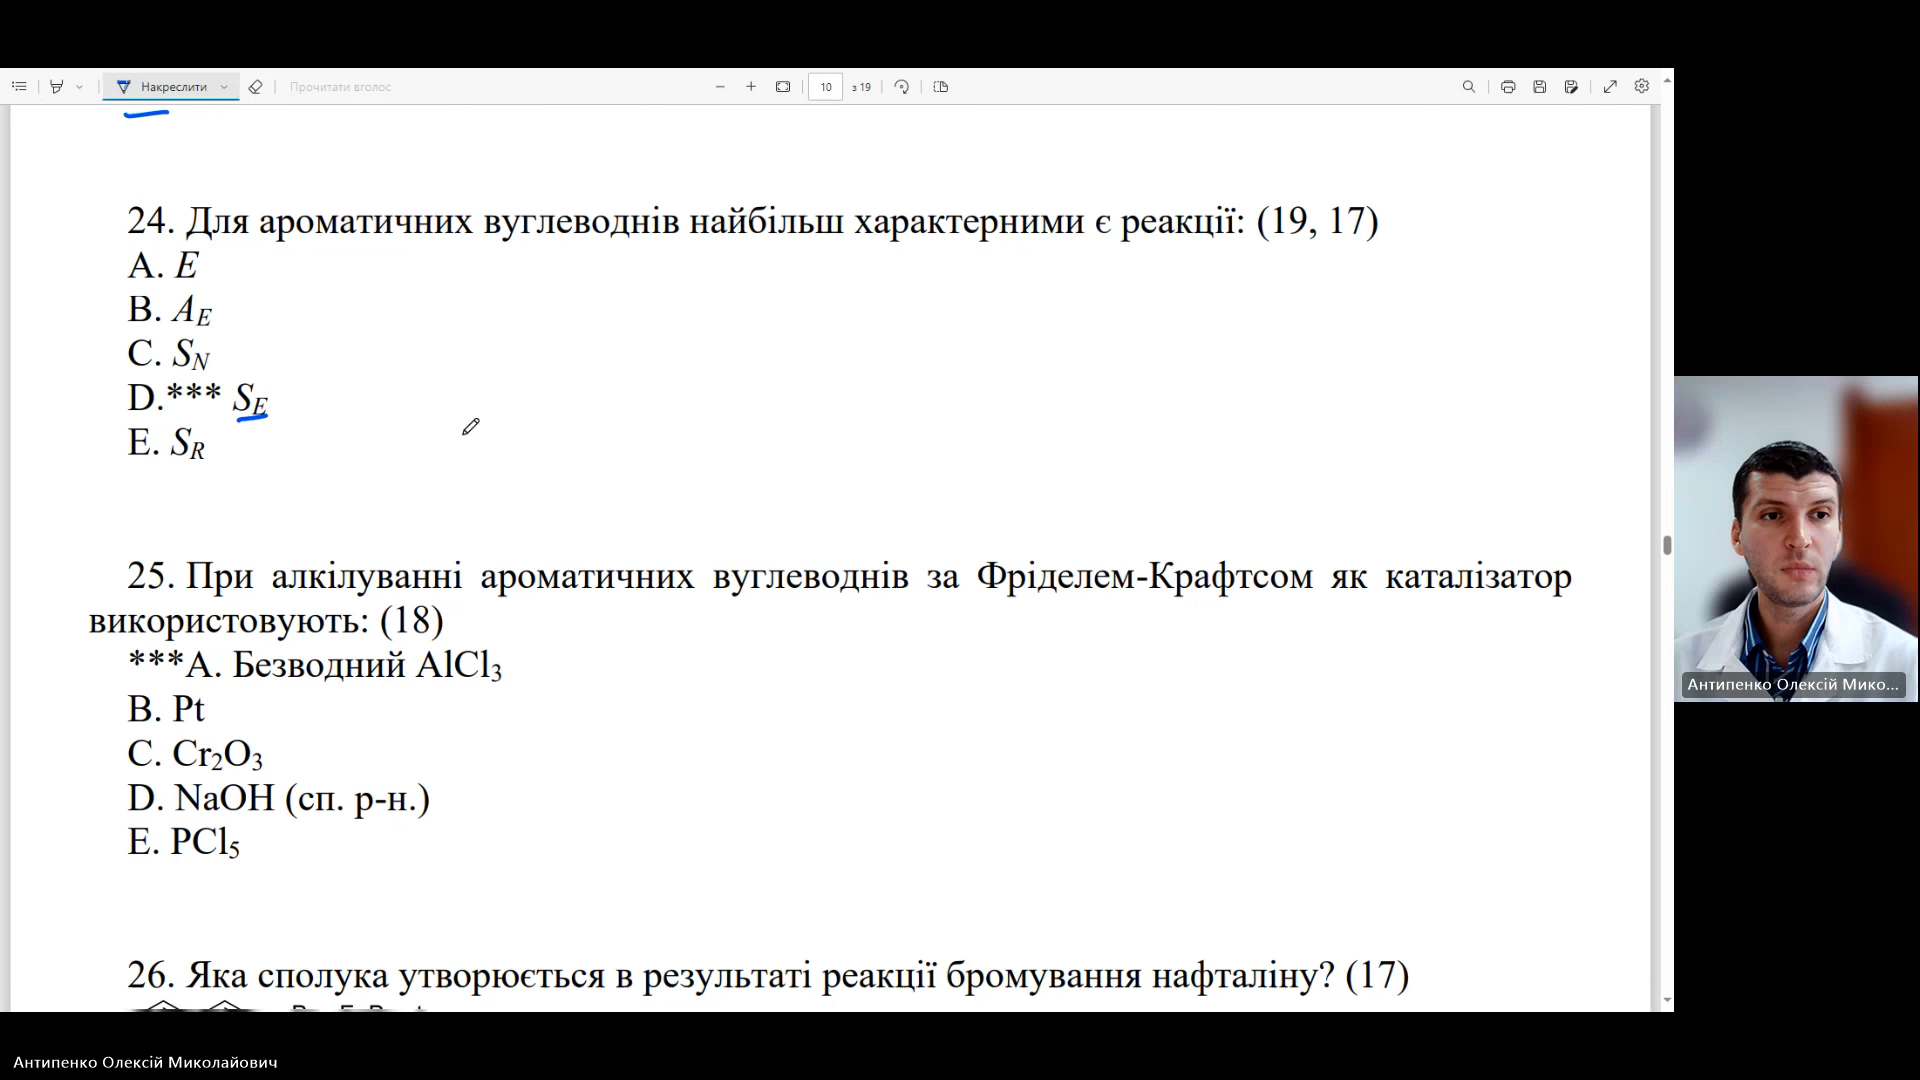 Накреслити
Прочитати вголос
10 з 19
24. Для ароматичних вуглеводнів найбільш характерними є реакції: (19, 17)
A. E
B. AE
C. SN
D.*** SE
E. SR
25. При алкілуванні ароматичних вуглеводнів за Фріделем-Крафтсом як каталізатор
використовують: (18)
***A. Безводний AlCl3
B. Pt
C. Cr2O3
D. NaOH (сп. р-н.)
E. PCl5
26. Яка сполука утворюється в результаті реакції бромування нафталіну? (17)
Антипенко Олексій Мико...
Антипенко Олексій Миколайович